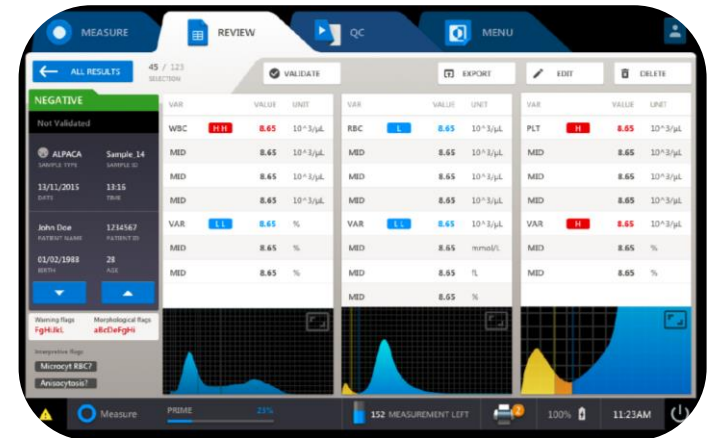 MEASURE
REVIEW
QC
MENU
ALL RESULTS
45 / 123
SELECTION
VALIDATE
EXPORT
EDIT
DELETE
NEGATIVE
Not Validated
ALPACA Sample_14
SAMPLE TYPE SAMPLE ID
13/11/2015 13:16
DATE TIME
John Doe 1234567
PATIENT NAME PATIENT ID
01/02/1988 28
BIRTH AGE
Warning flags Morphological flags
FgHiJkL aBcDeFgHi
Interpretive flags
Microcyt RBC?
Anisocytosis?
VAR VALUE UNIT
WBC HH 8.65 10^3/µL
MID 8.65 10^3/µL
MID 8.65 10^3/µL
MID 8.65 10^3/µL
VAR LL 8.65 %
MID 8.65 %
MID 8.65 %
VAR VALUE UNIT
RBC L 8.65 10^3/µL
MID 8.65 10^3/µL
MID 8.65 10^3/µL
MID 8.65 10^3/µL
VAR LL 8.65 10^3/µL
MID 8.65 mmol/L
MID 8.65 fL
MID 8.65 %
VAR VALUE UNIT
PLT H 8.65 10^3/µL
MID 8.65 10^3/µL
MID 8.65 10^3/µL
MID 8.65 10^3/µL
VAR H 8.65 10^3/µL
MID 8.65 %
MID 8.65 %
Measure
PRIME 23%
152 MEASUREMENT LEFT
2
100%
11:23AM